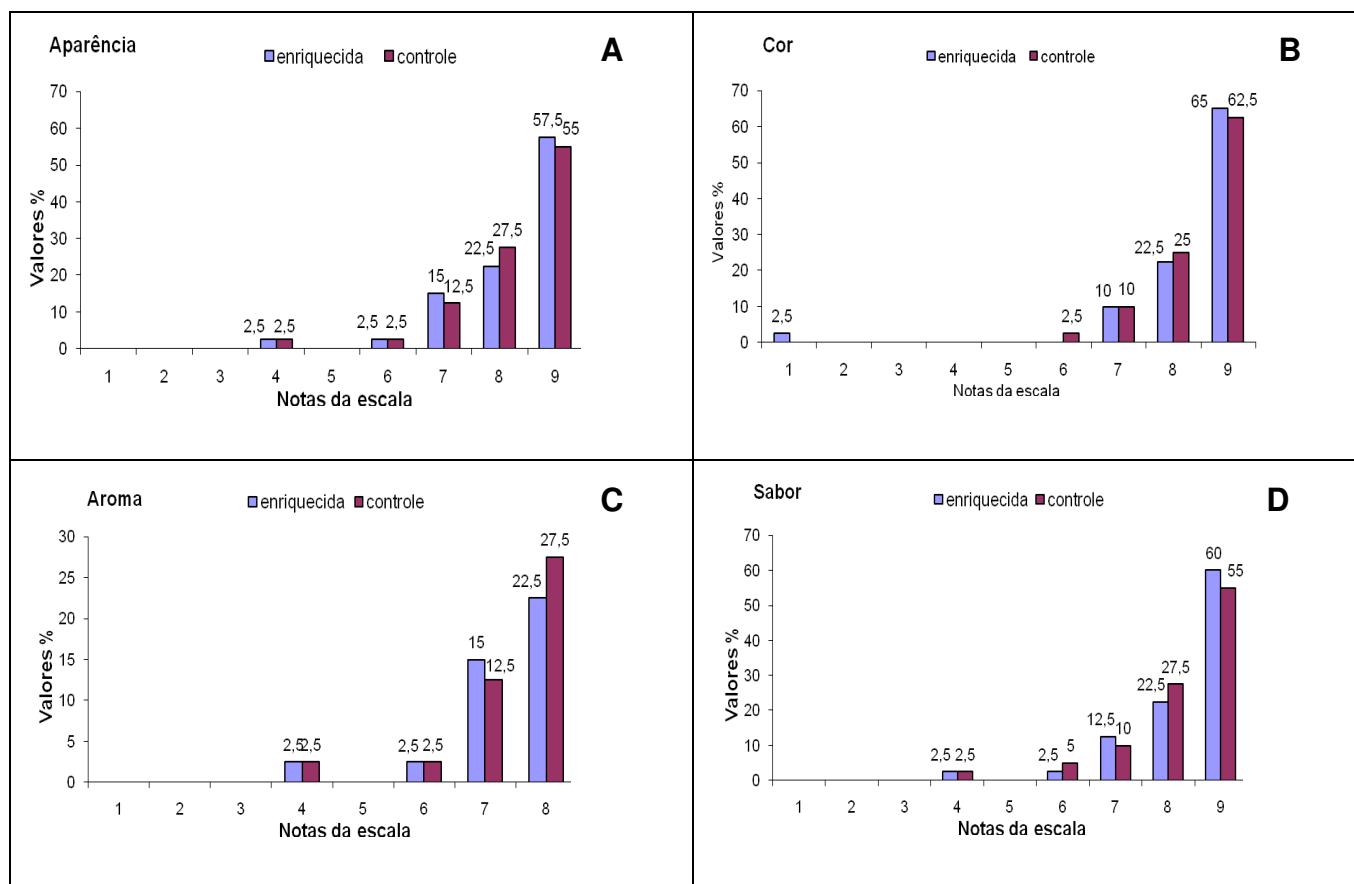 Aparência
enriquecida controle
A
Valores %
70
60
50
40
30
20
10
0
2,5 2,5 2,5 2,5 15 12,5 22,5 27,5 57,5 55
1 2 3 4 5 6 7 8 9
Notas da escala
Cor
enriquecida controle
B
Valores %
70
60
50
40
30
20
10
0
2,5 2,5 10 10 22,5 25 65 62,5
1 2 3 4 5 6 7 8 9
Notas da escala
Aroma
enriquecida controle
C
Valores %
30
25
20
15
10
5
0
2,5 2,5 2,5 2,5 15 12,5 22,5 27,5
1 2 3 4 5 6 7 8
Notas da escala
Sabor
enriquecida controle
D
Valores %
70
60
50
40
30
20
10
0
2,5 2,5 2,5 5 12,5 10 22,5 27,5 60 55
1 2 3 4 5 6 7 8 9
Notas da escala